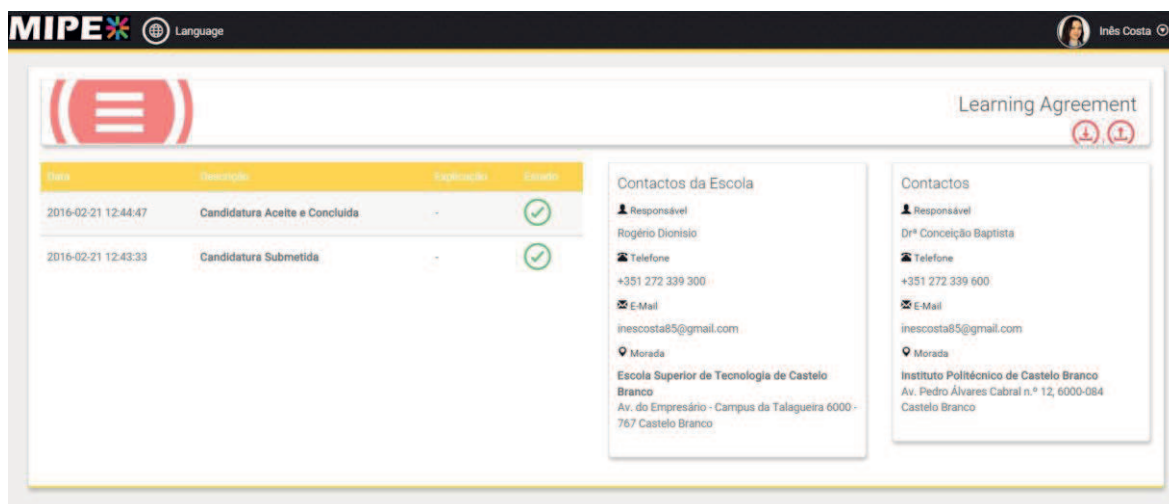 MIPE
Language
Inês Costa
Learning Agreement
Data Descrição Explicação Estado
2016-02-21 12:44:47 Candidatura Aceite e Concluida -
2016-02-21 12:43:33 Candidatura Submetida -
Contactos da Escola
Responsável
Rogério Dionisio
Telefone
+351 272 339 300
E-Mail
inescosta85@gmail.com
Morada
Escola Superior de Tecnologia de Castelo
Branco
Av. do Empresário - Campus da Talagueira 6000 -
767 Castelo Branco
Contactos
Responsável
Drª Conceição Baptista
Telefone
+351 272 339 600
E-Mail
inescosta85@gmail.com
Morada
Instituto Politécnico de Castelo Branco
Av. Pedro Álvares Cabral n.º 12, 6000-084
Castelo Branco